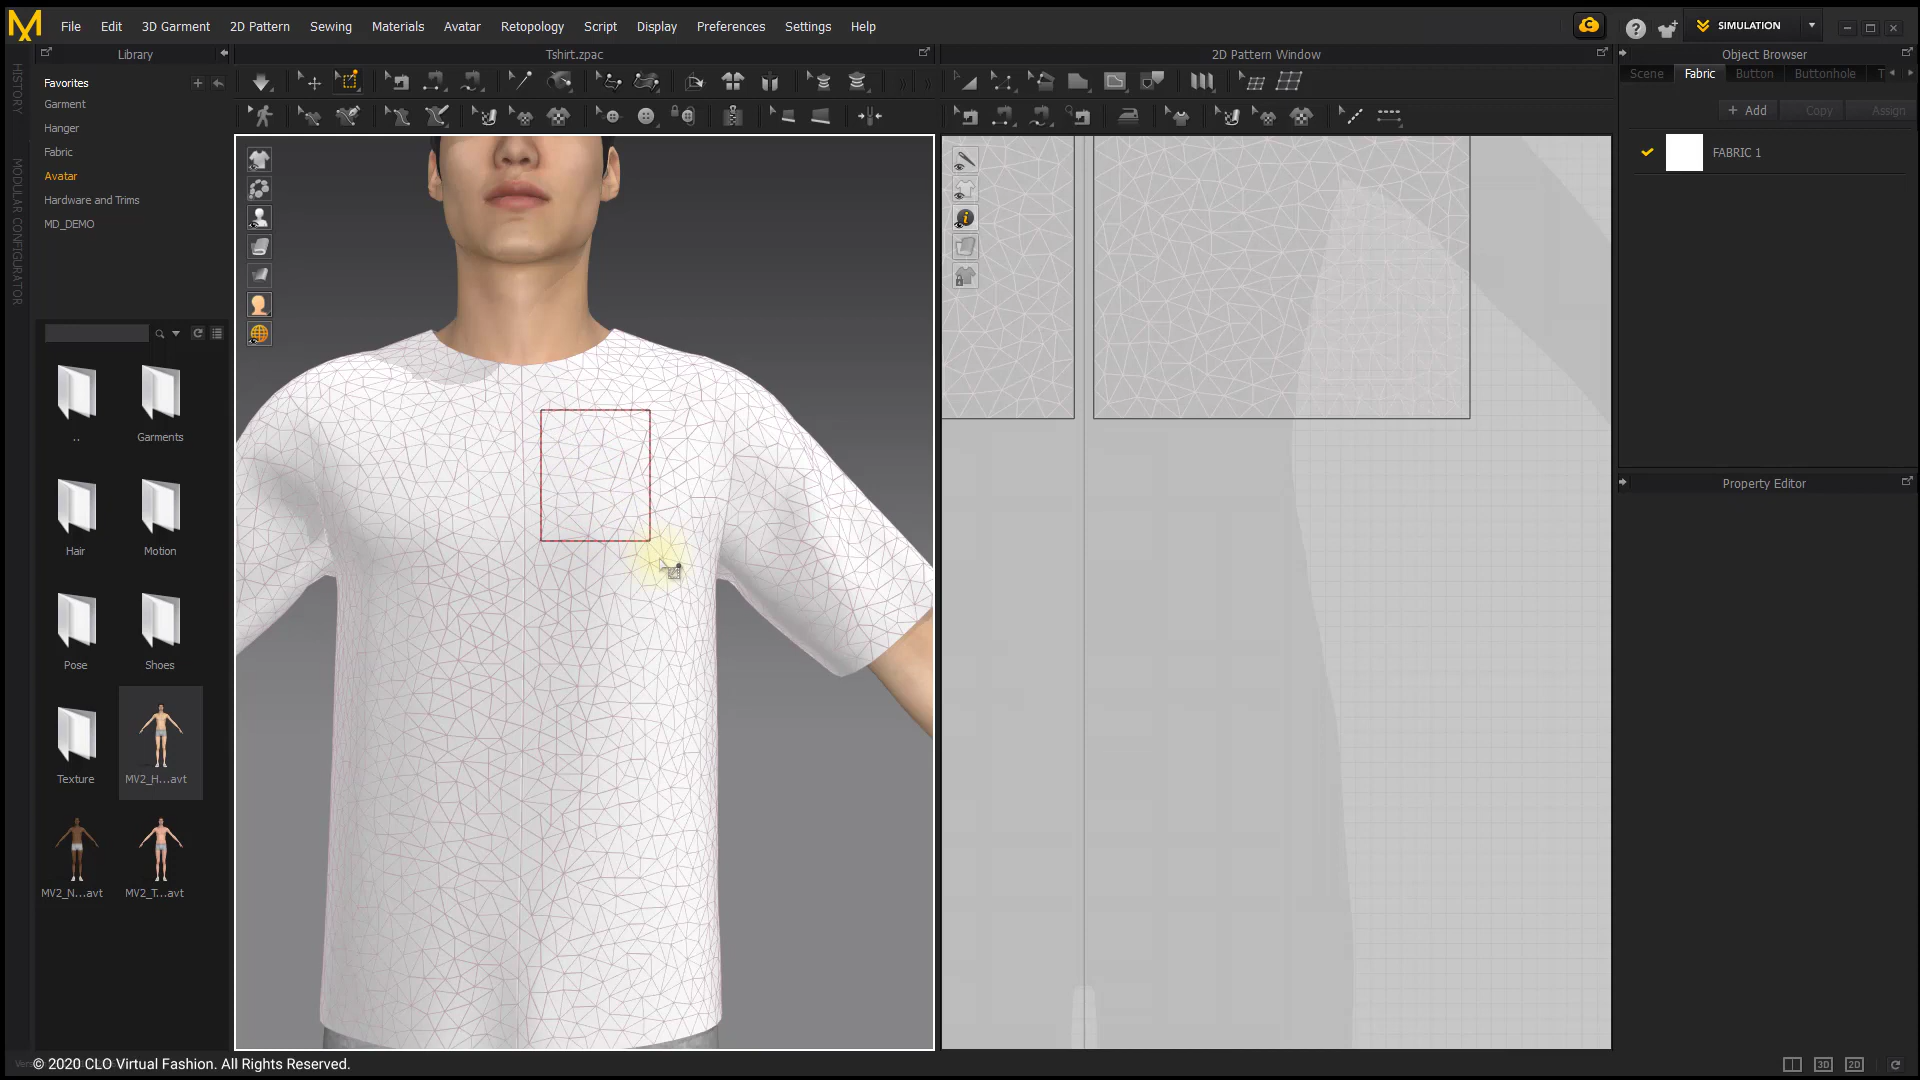 File Edit 3D Garment 2D Pattern Sewing Materials Avatar Retopology Script Display Preferences Settings Help
SIMULATION
Library
Tshirt.zpac
2D Pattern Window
Object Browser
Scene Fabric Button Buttonhole T
Favorites
Garment
Hanger
Fabric
Avatar
Hardware and Trims
MD_DEMO
HISTORY
MODULAR CONFIGURATOR
+ Add Copy Assign
FABRIC 1
Property Editor
..
Garments
Hair
Motion
Pose
Shoes
Texture
MV2_H...avt
MV2_N...avt
MV2_T...avt
© 2020 CLO Virtual Fashion. All Rights Reserved.
3D 2D